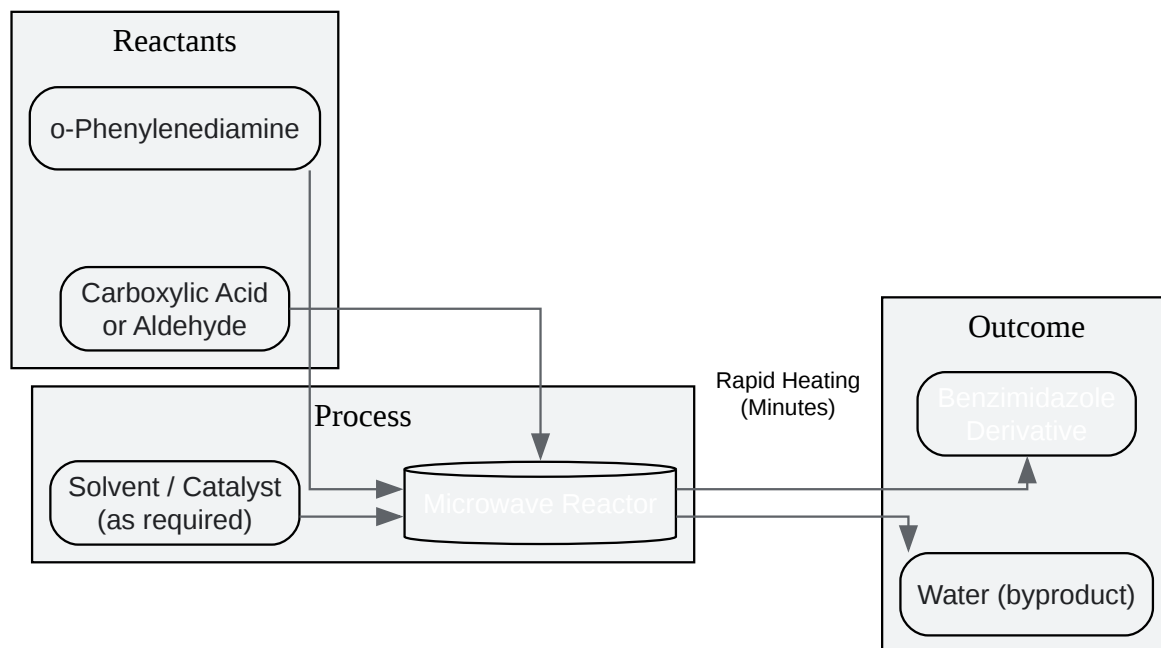 Reactants
o-Phenylenediamine
Carboxylic Acid
or Aldehyde
Process
Solvent / Catalyst
(as required)
Microwave Reactor
Rapid Heating
(Minutes)
Outcome
Benzimidazole
Derivative
Water (byproduct)